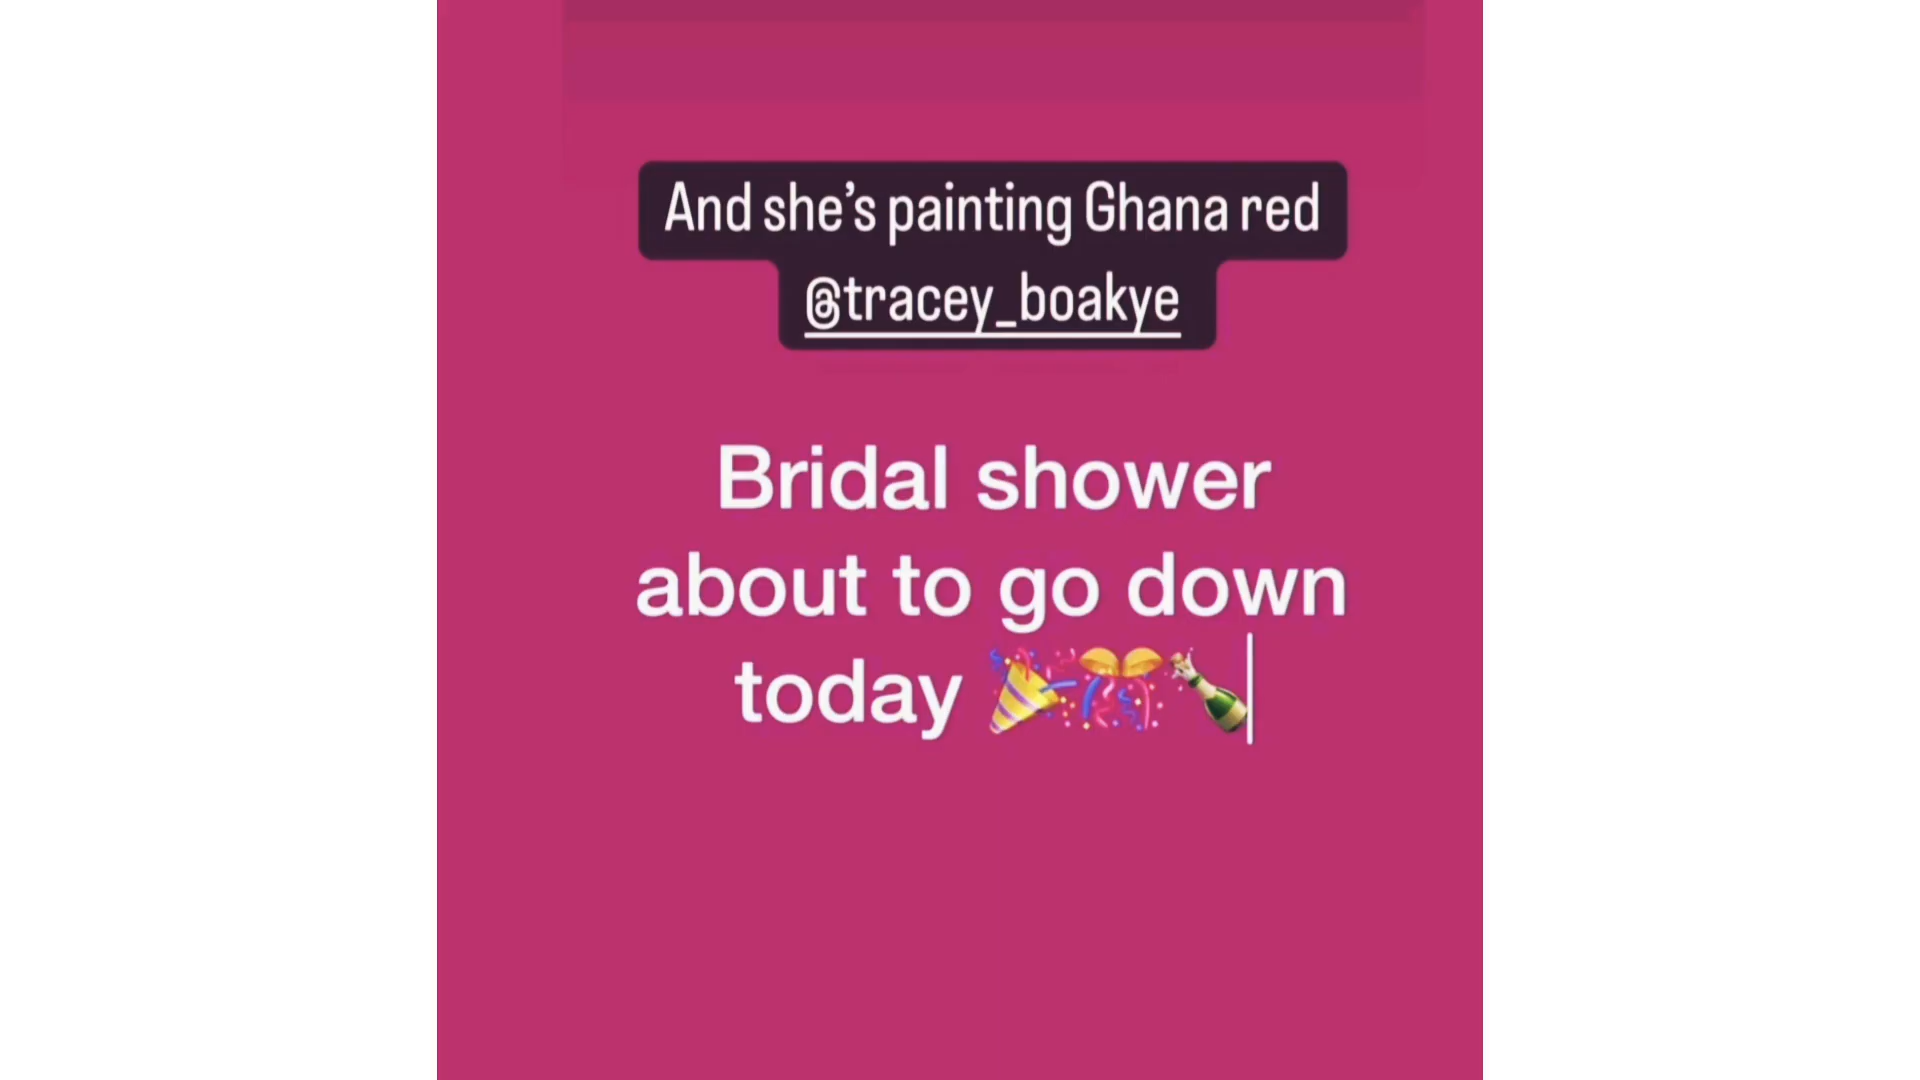 And she’s painting Ghana red
@tracey_boakye
Bridal shower
about to go down
today 🎉🎊🍾